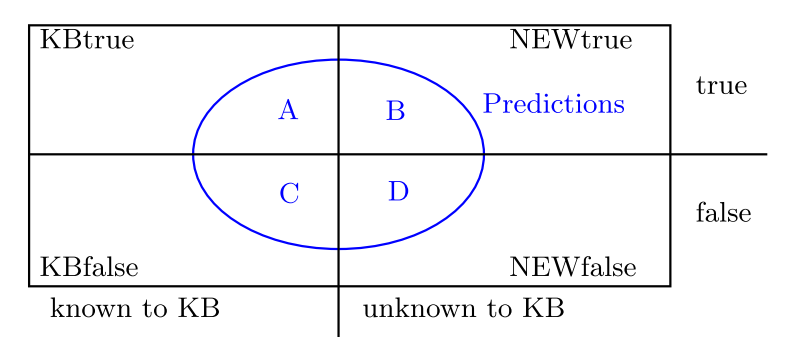 KBtrue
NEWtrue
true
Predictions
A
B
C
D
false
KBfalse
NEWfalse
known to KB
unknown to KB